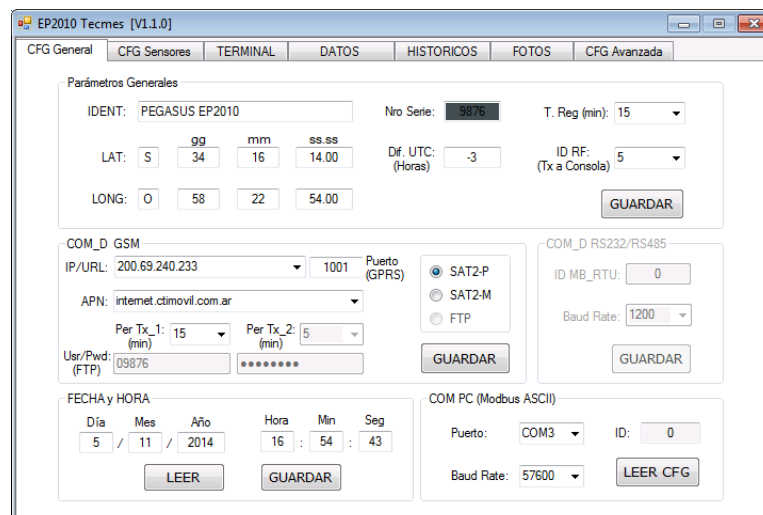 EP2010 Tecmes [V1.1.0]
CFG General CFG Sensores TERMINAL DATOS HISTORICOS FOTOS CFG Avanzada
Parámetros Generales
IDENT: PEGASUS EP2010 Nro Serie: 9876 T. Reg (min): 15
gg mm ss.ss
LAT: S 34 16 14.00 Dif. UTC: (Horas) -3 ID RF: (Tx a Consola) 5
LONG: O 58 22 54.00 GUARDAR
COM_D GSM
IP/URL: 200.69.240.233 1001 Puerto (GPRS)
APN: internet.ctimovil.com.ar
Per Tx_1: (min) 15 Per Tx_2: (min) 5
Usr/Pwd: (FTP) 09876 ●●●●●●●●
SAT2-P
SAT2-M
FTP
GUARDAR
COM_D RS232/RS485
ID MB_RTU: 0
Baud Rate: 1200
GUARDAR
FECHA y HORA
Día Mes Año Hora Min Seg
5 / 11 / 2014 16 : 54 : 43
LEER GUARDAR
COM PC (Modbus ASCII)
Puerto: COM3 ID: 0
Baud Rate: 57600 LEER CFG